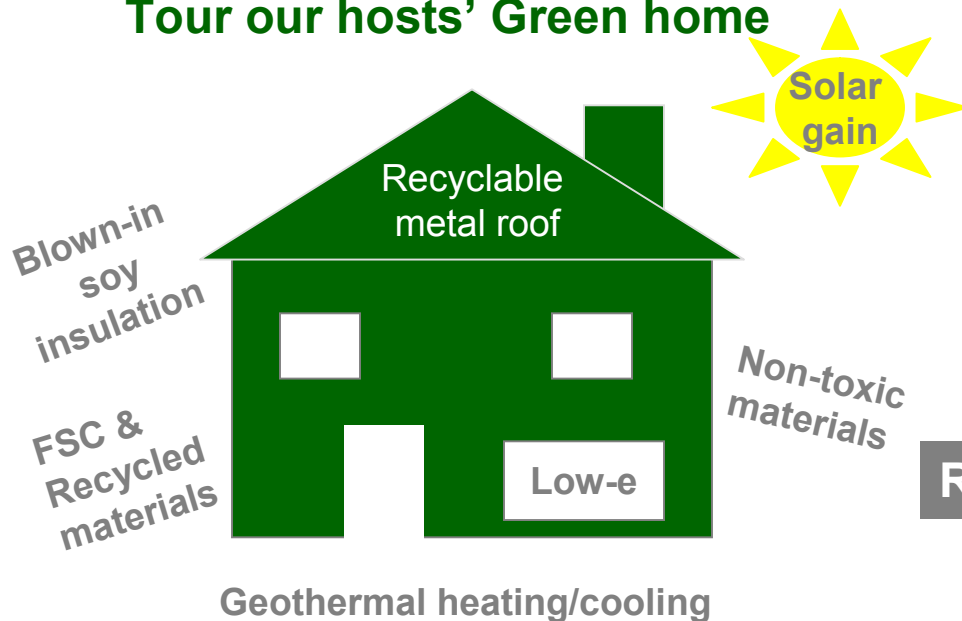 Tour our hosts’ Green home
Solar
gain
Recyclable
metal roof
Blown-in
soy
insulation
Non-toxic
materials
FSC &
Recycled
materials
Low-e
R
Geothermal heating/cooling